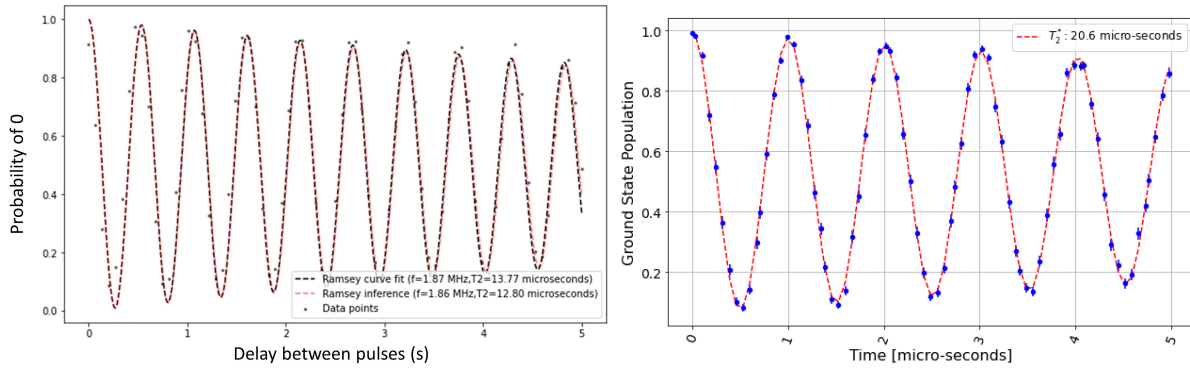 Probability of 0
1.0
0.8
0.6
0.4
0.2
0.0
Ramsey curve fit (f=1.87 MHz,T2=13.77 microseconds)
Ramsey inference (f=1.86 MHz,T2=12.80 microseconds)
Data points
0 1 2 3 4 5
Delay between pulses (s)
Ground State Population
1.0
0.8
0.6
0.4
0.2
T₂*: 20.6 micro-seconds
0 1 2 3 4 5
Time [micro-seconds]